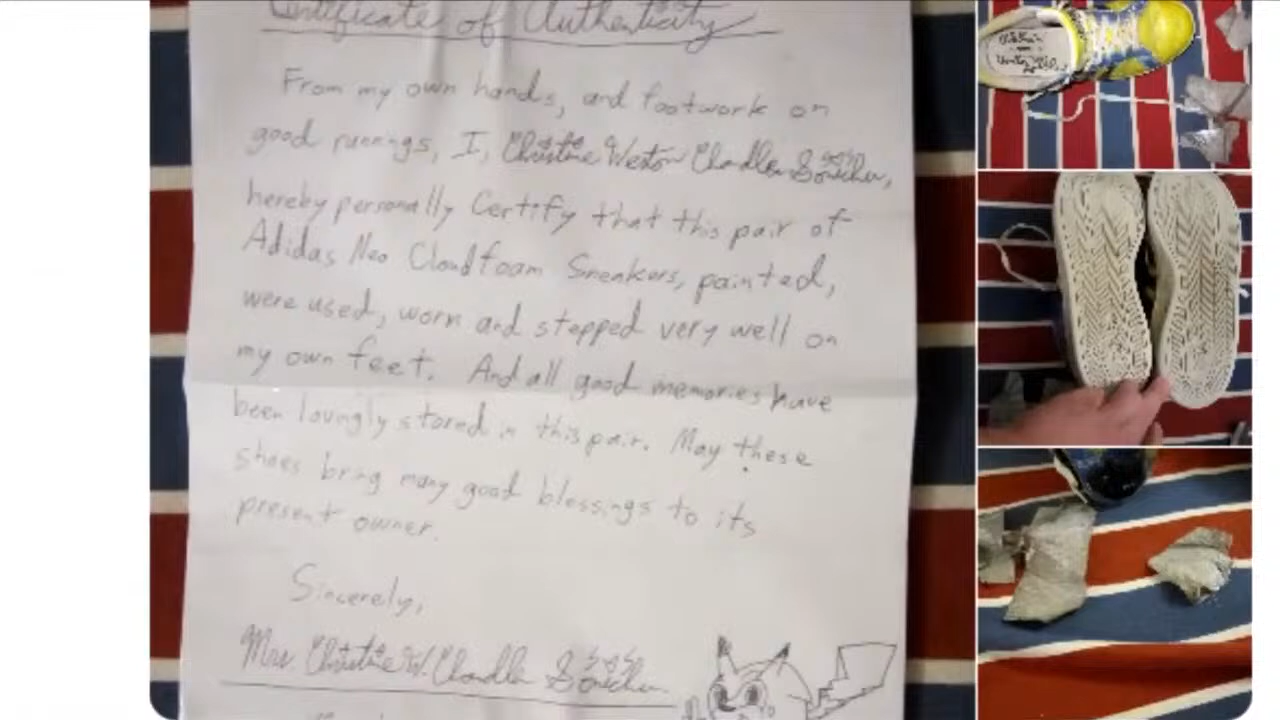 Certificate of Authenticity
From my own hands, and footwork on
good runnings, I, Christine Weston Chandler Sonichu,
hereby personally Certify that this pair of
Adidas Neo Cloudfoam Sneakers, painted,
were used, worn and stepped very well on
my own feet. And all good memories have
been lovingly stored in this pair. May these
shoes bring many good blessings to its
present owner.
Sincerely,
Mrs Christine W. Chandler Sonichu